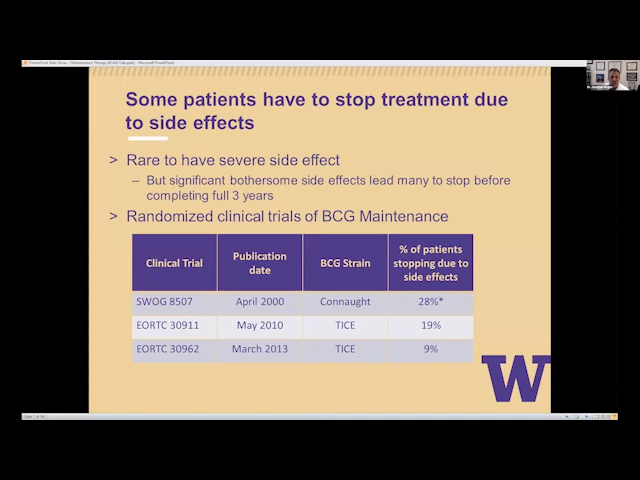 Some patients have to stop treatment due
to side effects
> Rare to have severe side effect
– But significant bothersome side effects lead many to stop before
completing full 3 years
> Randomized clinical trials of BCG Maintenance
Clinical Trial Publication date BCG Strain % of patients stopping due to side effects
SWOG 8507 April 2000 Connaught 28%*
EORTC 30911 May 2010 TICE 19%
EORTC 30962 March 2013 TICE 9%
W